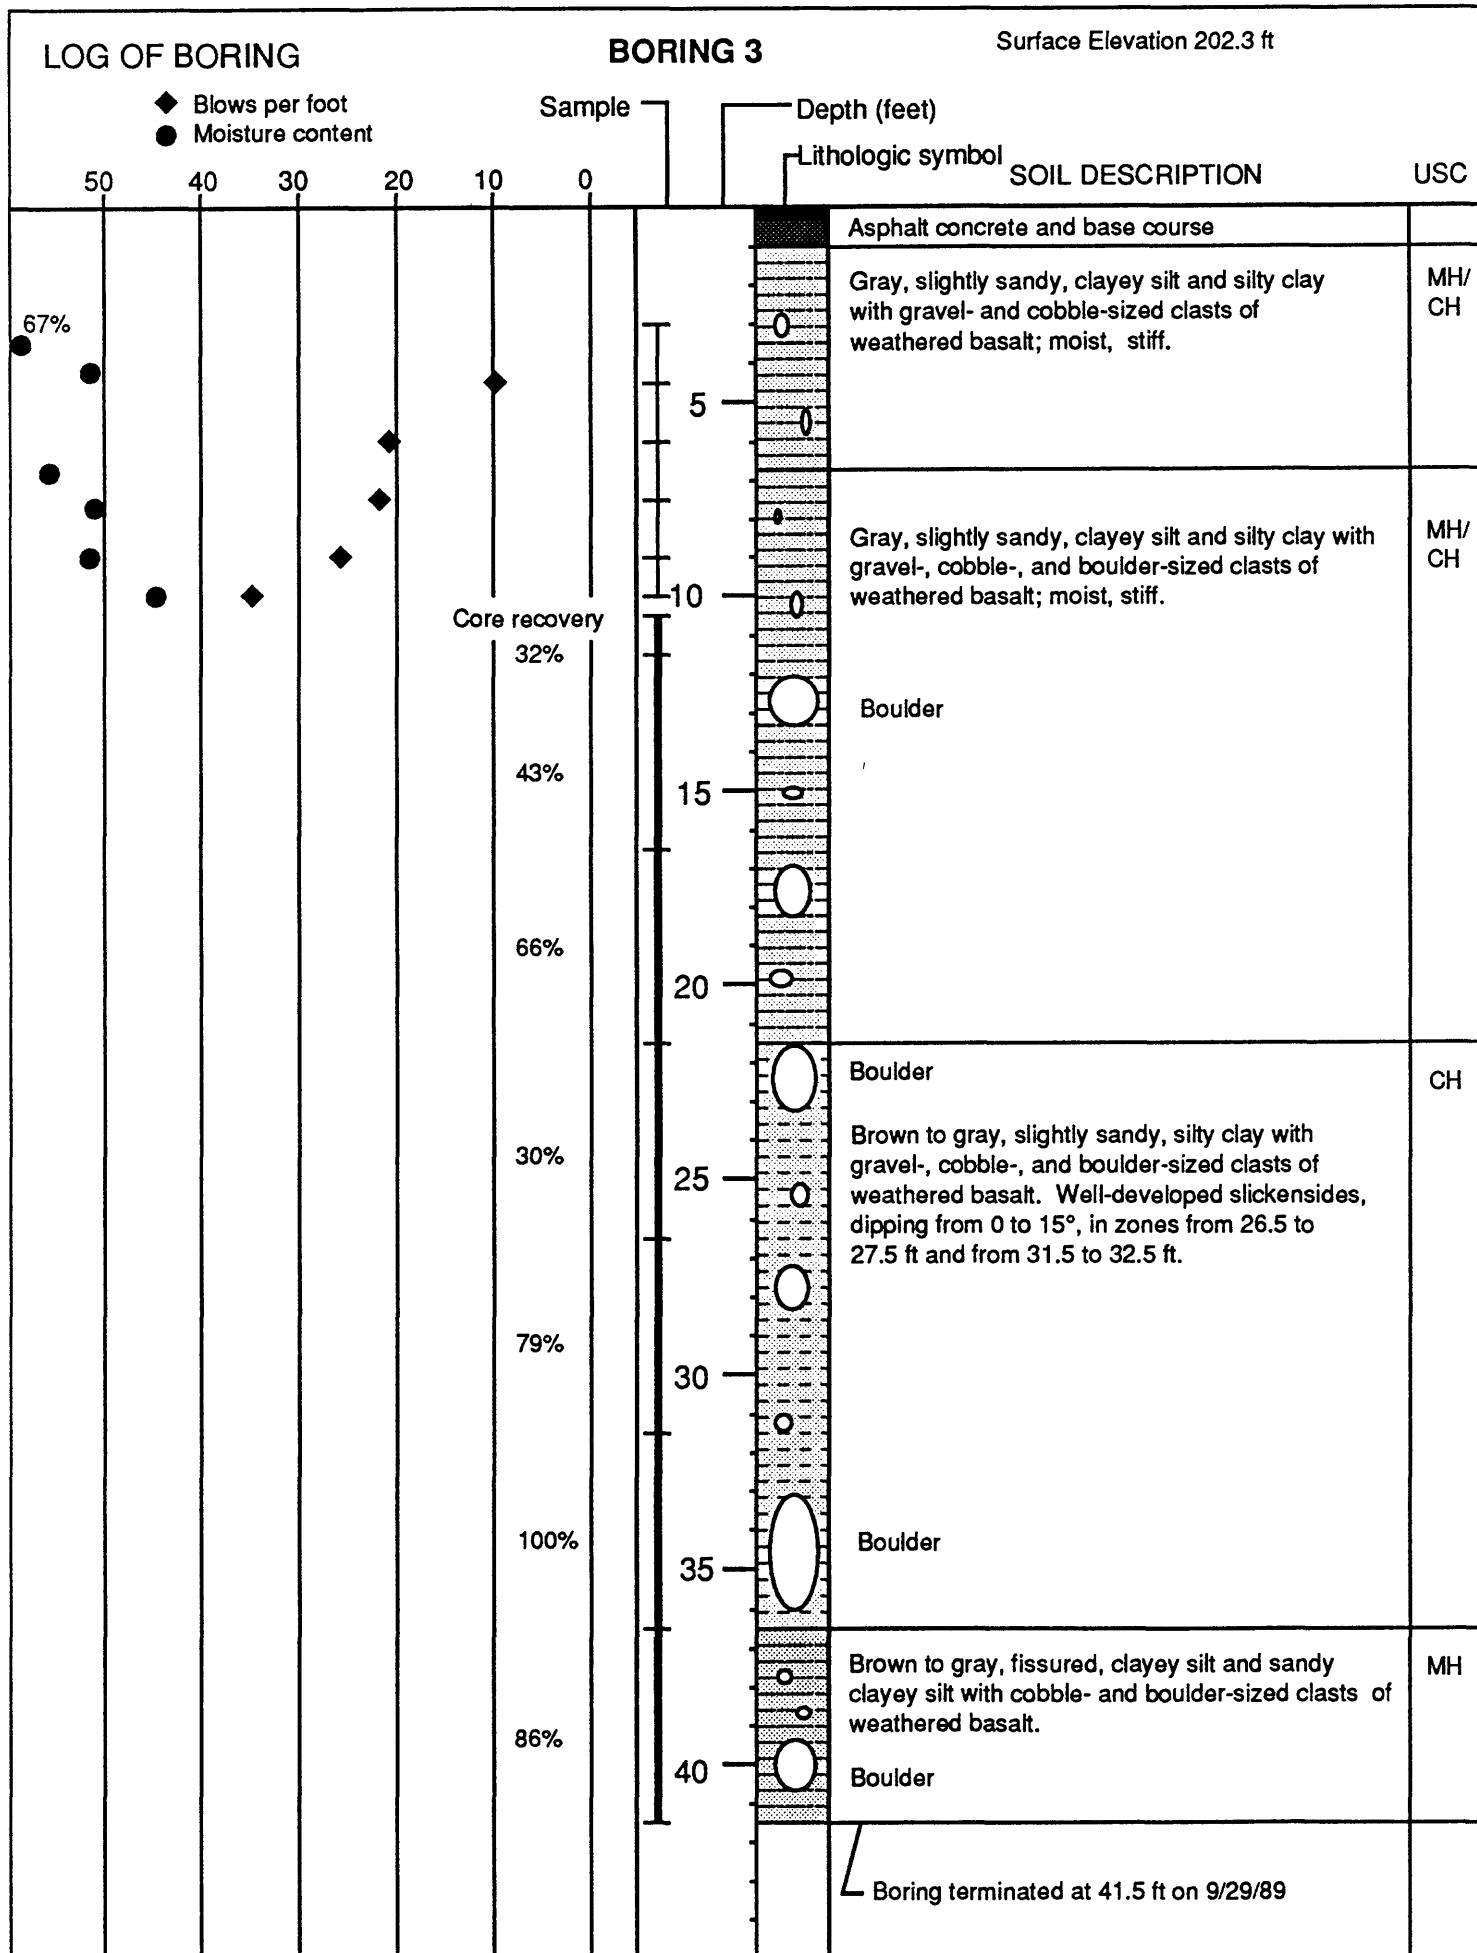 LOG OF BORING
BORING 3
Surface Elevation 202.3 ft
Blows per foot
Moisture content
Sample
Depth (feet)
Lithologic symbol
SOIL DESCRIPTION
USC
50 40 30 20 10 0
Asphalt concrete and base course
Gray, slightly sandy, clayey silt and silty clay
with gravel- and cobble-sized clasts of
weathered basalt; moist, stiff.
MH/
CH
67%
5
Gray, slightly sandy, clayey silt and silty clay with
gravel-, cobble-, and boulder-sized clasts of
weathered basalt; moist, stiff.
MH/
CH
10
Core recovery
32%
Boulder
43%
15
66%
20
Boulder
CH
Brown to gray, slightly sandy, silty clay with
gravel-, cobble-, and boulder-sized clasts of
weathered basalt. Well-developed slickensides,
dipping from 0 to 15°, in zones from 26.5 to
27.5 ft and from 31.5 to 32.5 ft.
30%
25
79%
30
100%
Boulder
35
Brown to gray, fissured, clayey silt and sandy
clayey silt with cobble- and boulder-sized clasts of
weathered basalt.
MH
86%
40
Boulder
Boring terminated at 41.5 ft on 9/29/89